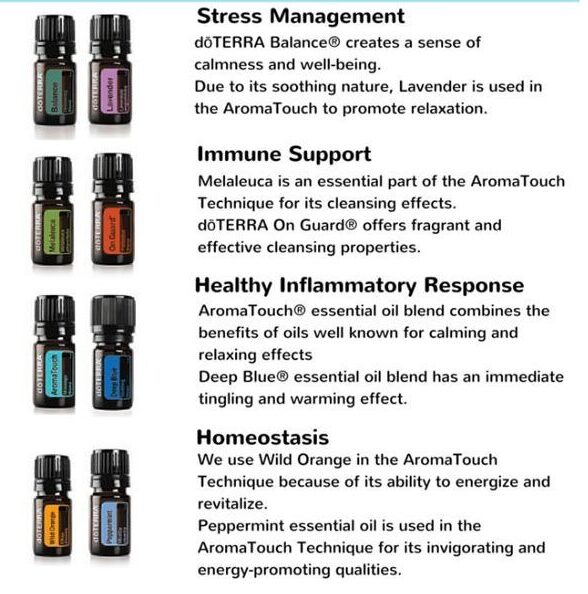 Stress Management
dōTERRA Balance® creates a sense of
calmness and well-being.
Due to its soothing nature, Lavender is used in
the AromaTouch to promote relaxation.
dōTERRA
Balance
dōTERRA
Lavender
Immune Support
Melaleuca is an essential part of the AromaTouch
Technique for its cleansing effects.
dōTERRA On Guard® offers fragrant and
effective cleansing properties.
dōTERRA
Melaleuca
dōTERRA
On Guard
Healthy Inflammatory Response
AromaTouch® essential oil blend combines the
benefits of oils well known for calming and
relaxing effects
Deep Blue® essential oil blend has an immediate
tingling and warming effect.
dōTERRA
AromaTouch
dōTERRA
Deep Blue
Homeostasis
We use Wild Orange in the AromaTouch
Technique because of its ability to energize and
revitalize.
Peppermint essential oil is used in the
AromaTouch Technique for its invigorating and
energy-promoting qualities.
dōTERRA
Wild Orange
dōTERRA
Peppermint